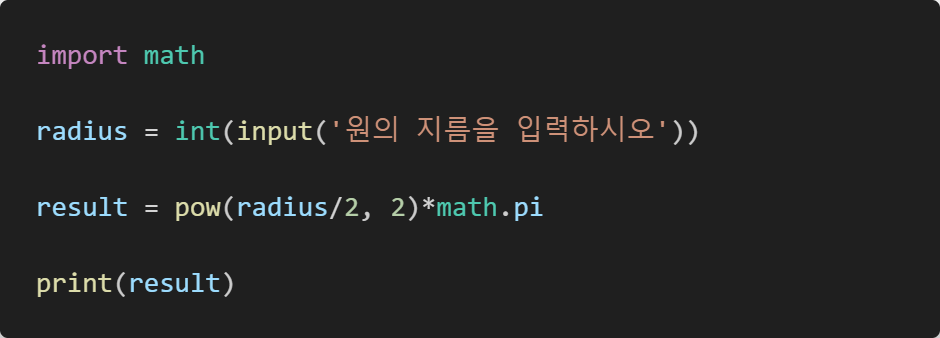 import math
radius = int(input('원의 지름을 입력하시오'))
result = pow(radius/2, 2)*math.pi
print(result)